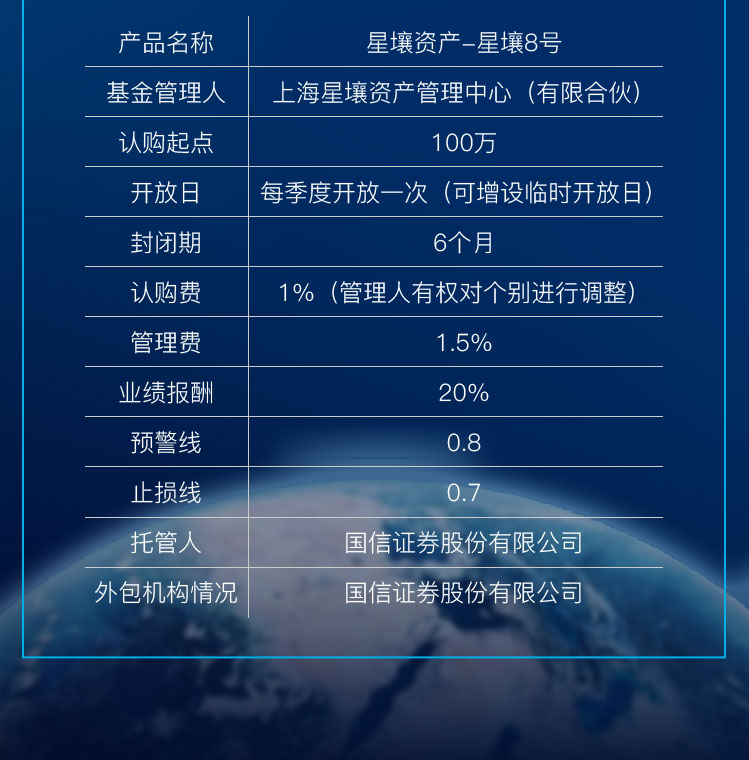 产品名称 星壤资产-星壤8号
基金管理人 上海星壤资产管理中心（有限合伙）
认购起点 100万
开放日 每季度开放一次（可增设临时开放日）
封闭期 6个月
认购费 1%（管理人有权对个别进行调整）
管理费 1.5%
业绩报酬 20%
预警线 0.8
止损线 0.7
托管人 国信证券股份有限公司
外包机构情况 国信证券股份有限公司